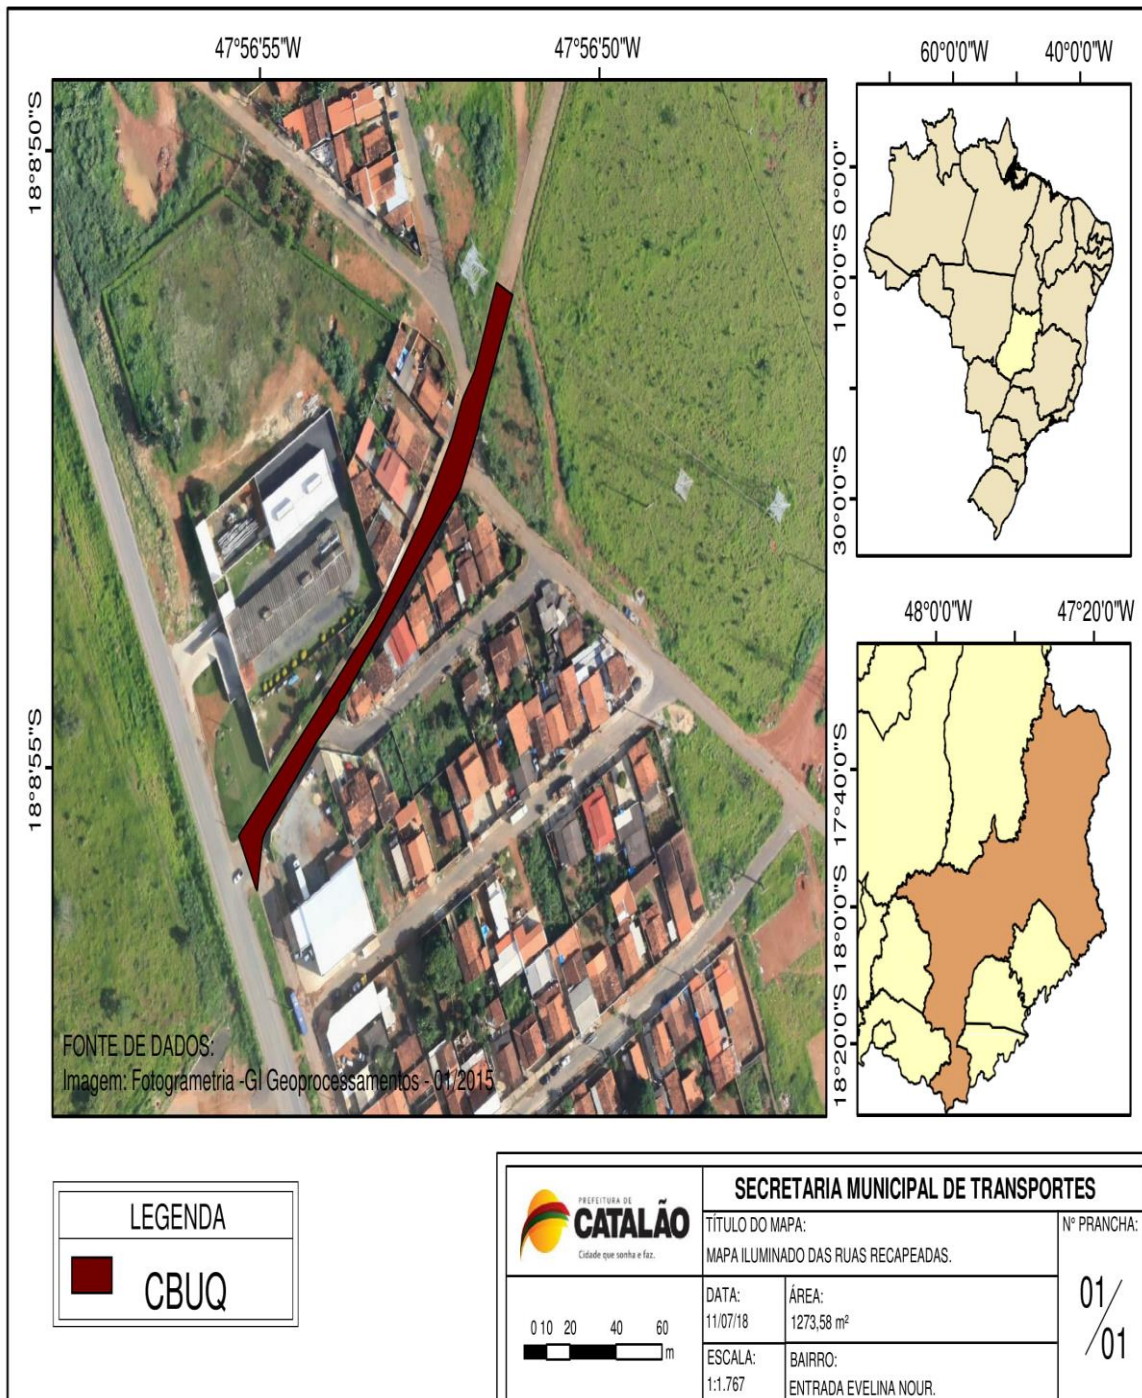 47°56'55"W
47°56'50"W
60°0'0"W
40°0'0"W
18°8'50"S
18°8'55"S
0°0'0"
10°0'0"S
30°0'0"S
48°0'0"W
47°20'0"W
17°40'0"S
18°0'0"S
18°20'0"S
FONTE DE DADOS:
Imagem: Fotogrametria -GI Geoprocessamentos - 01/2015
LEGENDA
CBUQ
PREFEITURA DE
CATALÃO
Cidade que sonha e faz.
0 10 20 40 60
m
SECRETARIA MUNICIPAL DE TRANSPORTES
TÍTULO DO MAPA:
MAPA ILUMINADO DAS RUAS RECAPEADAS.
Nº PRANCHA:
01/
01
DATA:
11/07/18
ÁREA:
1273,58 m²
ESCALA:
1:1.767
BAIRRO:
ENTRADA EVELINA NOUR.